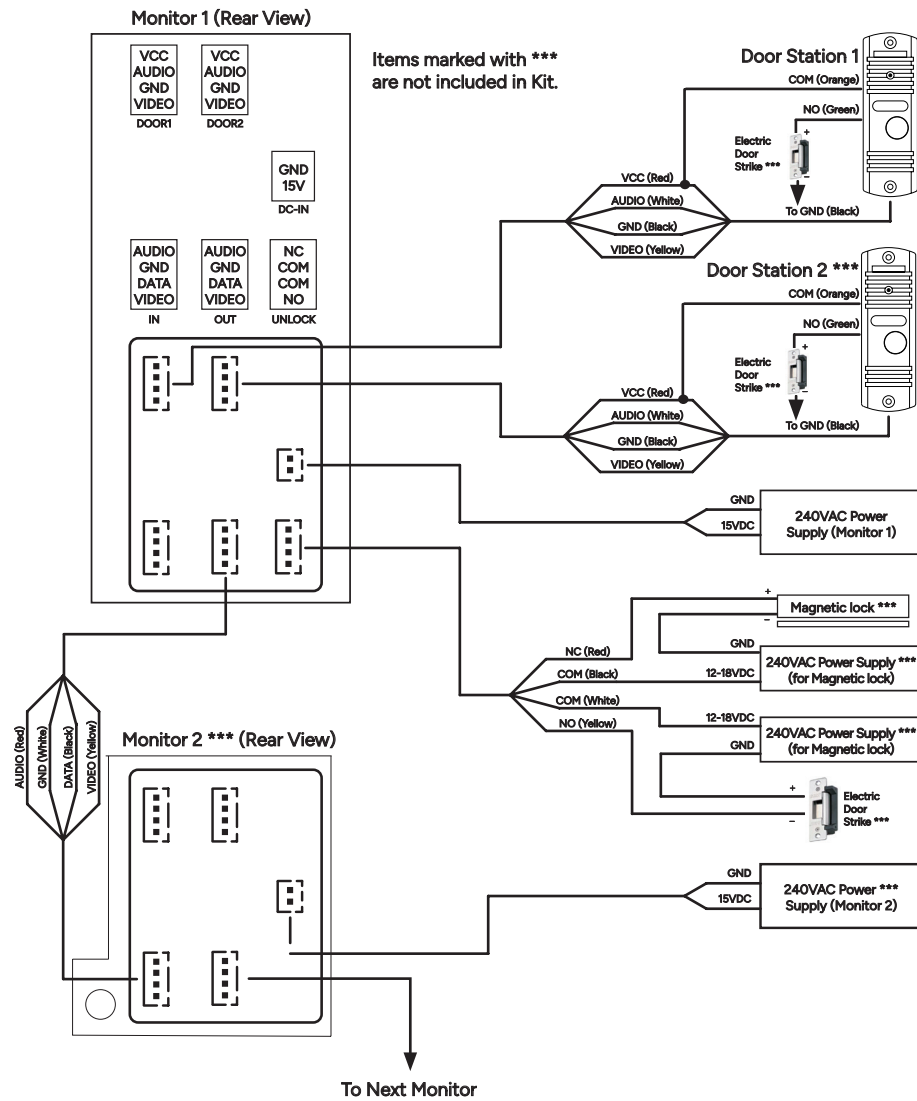 Monitor 1 (Rear View)
Items marked with ***
are not included in Kit.
VCC
AUDIO
GND
VIDEO
DOOR1
VCC
AUDIO
GND
VIDEO
DOOR2
GND
15V
DC-IN
AUDIO
GND
DATA
VIDEO
IN
AUDIO
GND
DATA
VIDEO
OUT
NC
COM
COM
NO
UNLOCK
Door Station 1
COM (Orange)
NO (Green)
+
Electric
Door
Strike ***
–
To GND (Black)
VCC (Red)
AUDIO (White)
GND (Black)
VIDEO (Yellow)
Door Station 2 ***
COM (Orange)
NO (Green)
+
Electric
Door
Strike ***
–
To GND (Black)
VCC (Red)
AUDIO (White)
GND (Black)
VIDEO (Yellow)
GND
15VDC
240VAC Power
Supply (Monitor 1)
+
–
Magnetic lock ***
NC (Red)
COM (Black)
COM (White)
NO (Yellow)
GND
12-18VDC
240VAC Power Supply ***
(for Magnetic lock)
12-18VDC
GND
240VAC Power Supply ***
(for Magnetic lock)
+
–
Electric
Door
Strike ***
AUDIO (Red)
GND (White)
DATA (Black)
VIDEO (Yellow)
Monitor 2 *** (Rear View)
GND
15VDC
240VAC Power ***
Supply (Monitor 2)
To Next Monitor